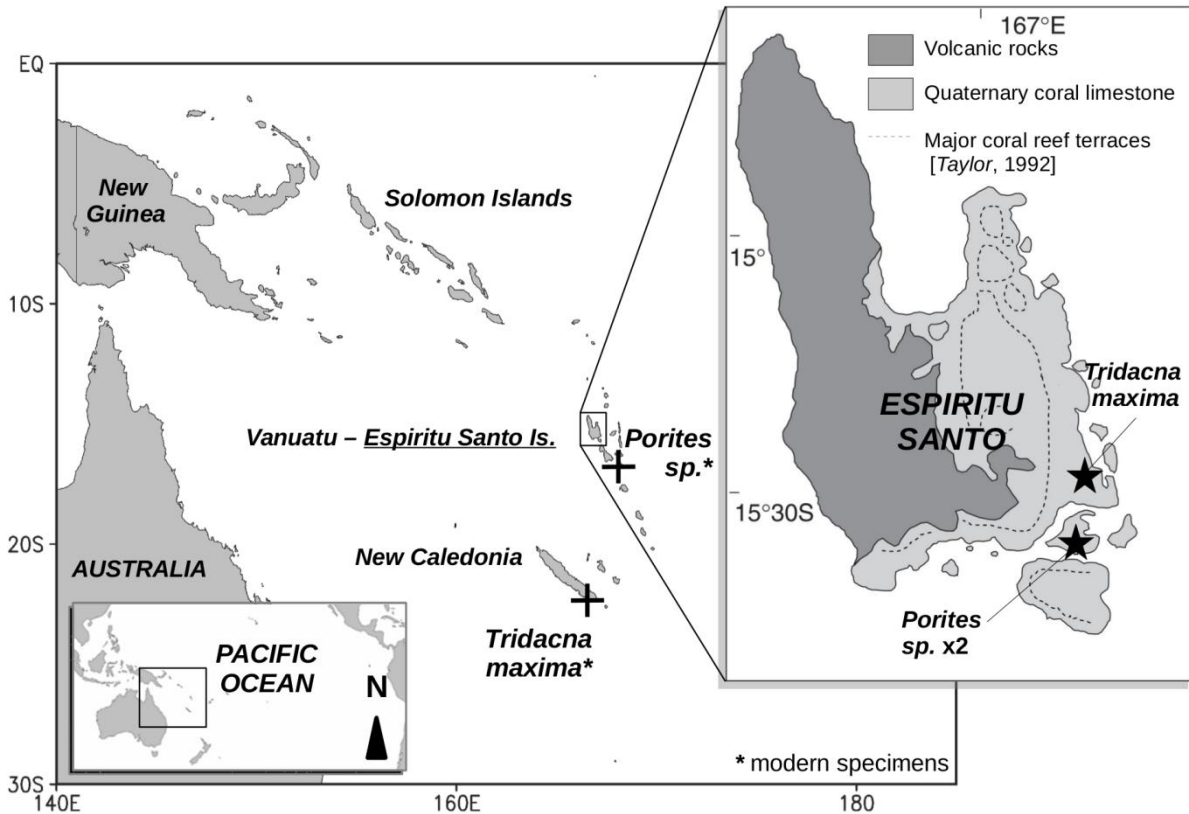 EQ
10S
20S
30S
140E
160E
180
New
Guinea
Solomon Islands
Vanuatu – Espiritu Santo Is.
Porites
sp.*
New Caledonia
Tridacna
maxima*
AUSTRALIA
PACIFIC
OCEAN
N
* modern specimens
167°E
Volcanic rocks
Quaternary coral limestone
Major coral reef terraces
[Taylor, 1992]
15°
Tridacna
maxima
ESPIRITU
SANTO
15°30S
Porites
sp. x2